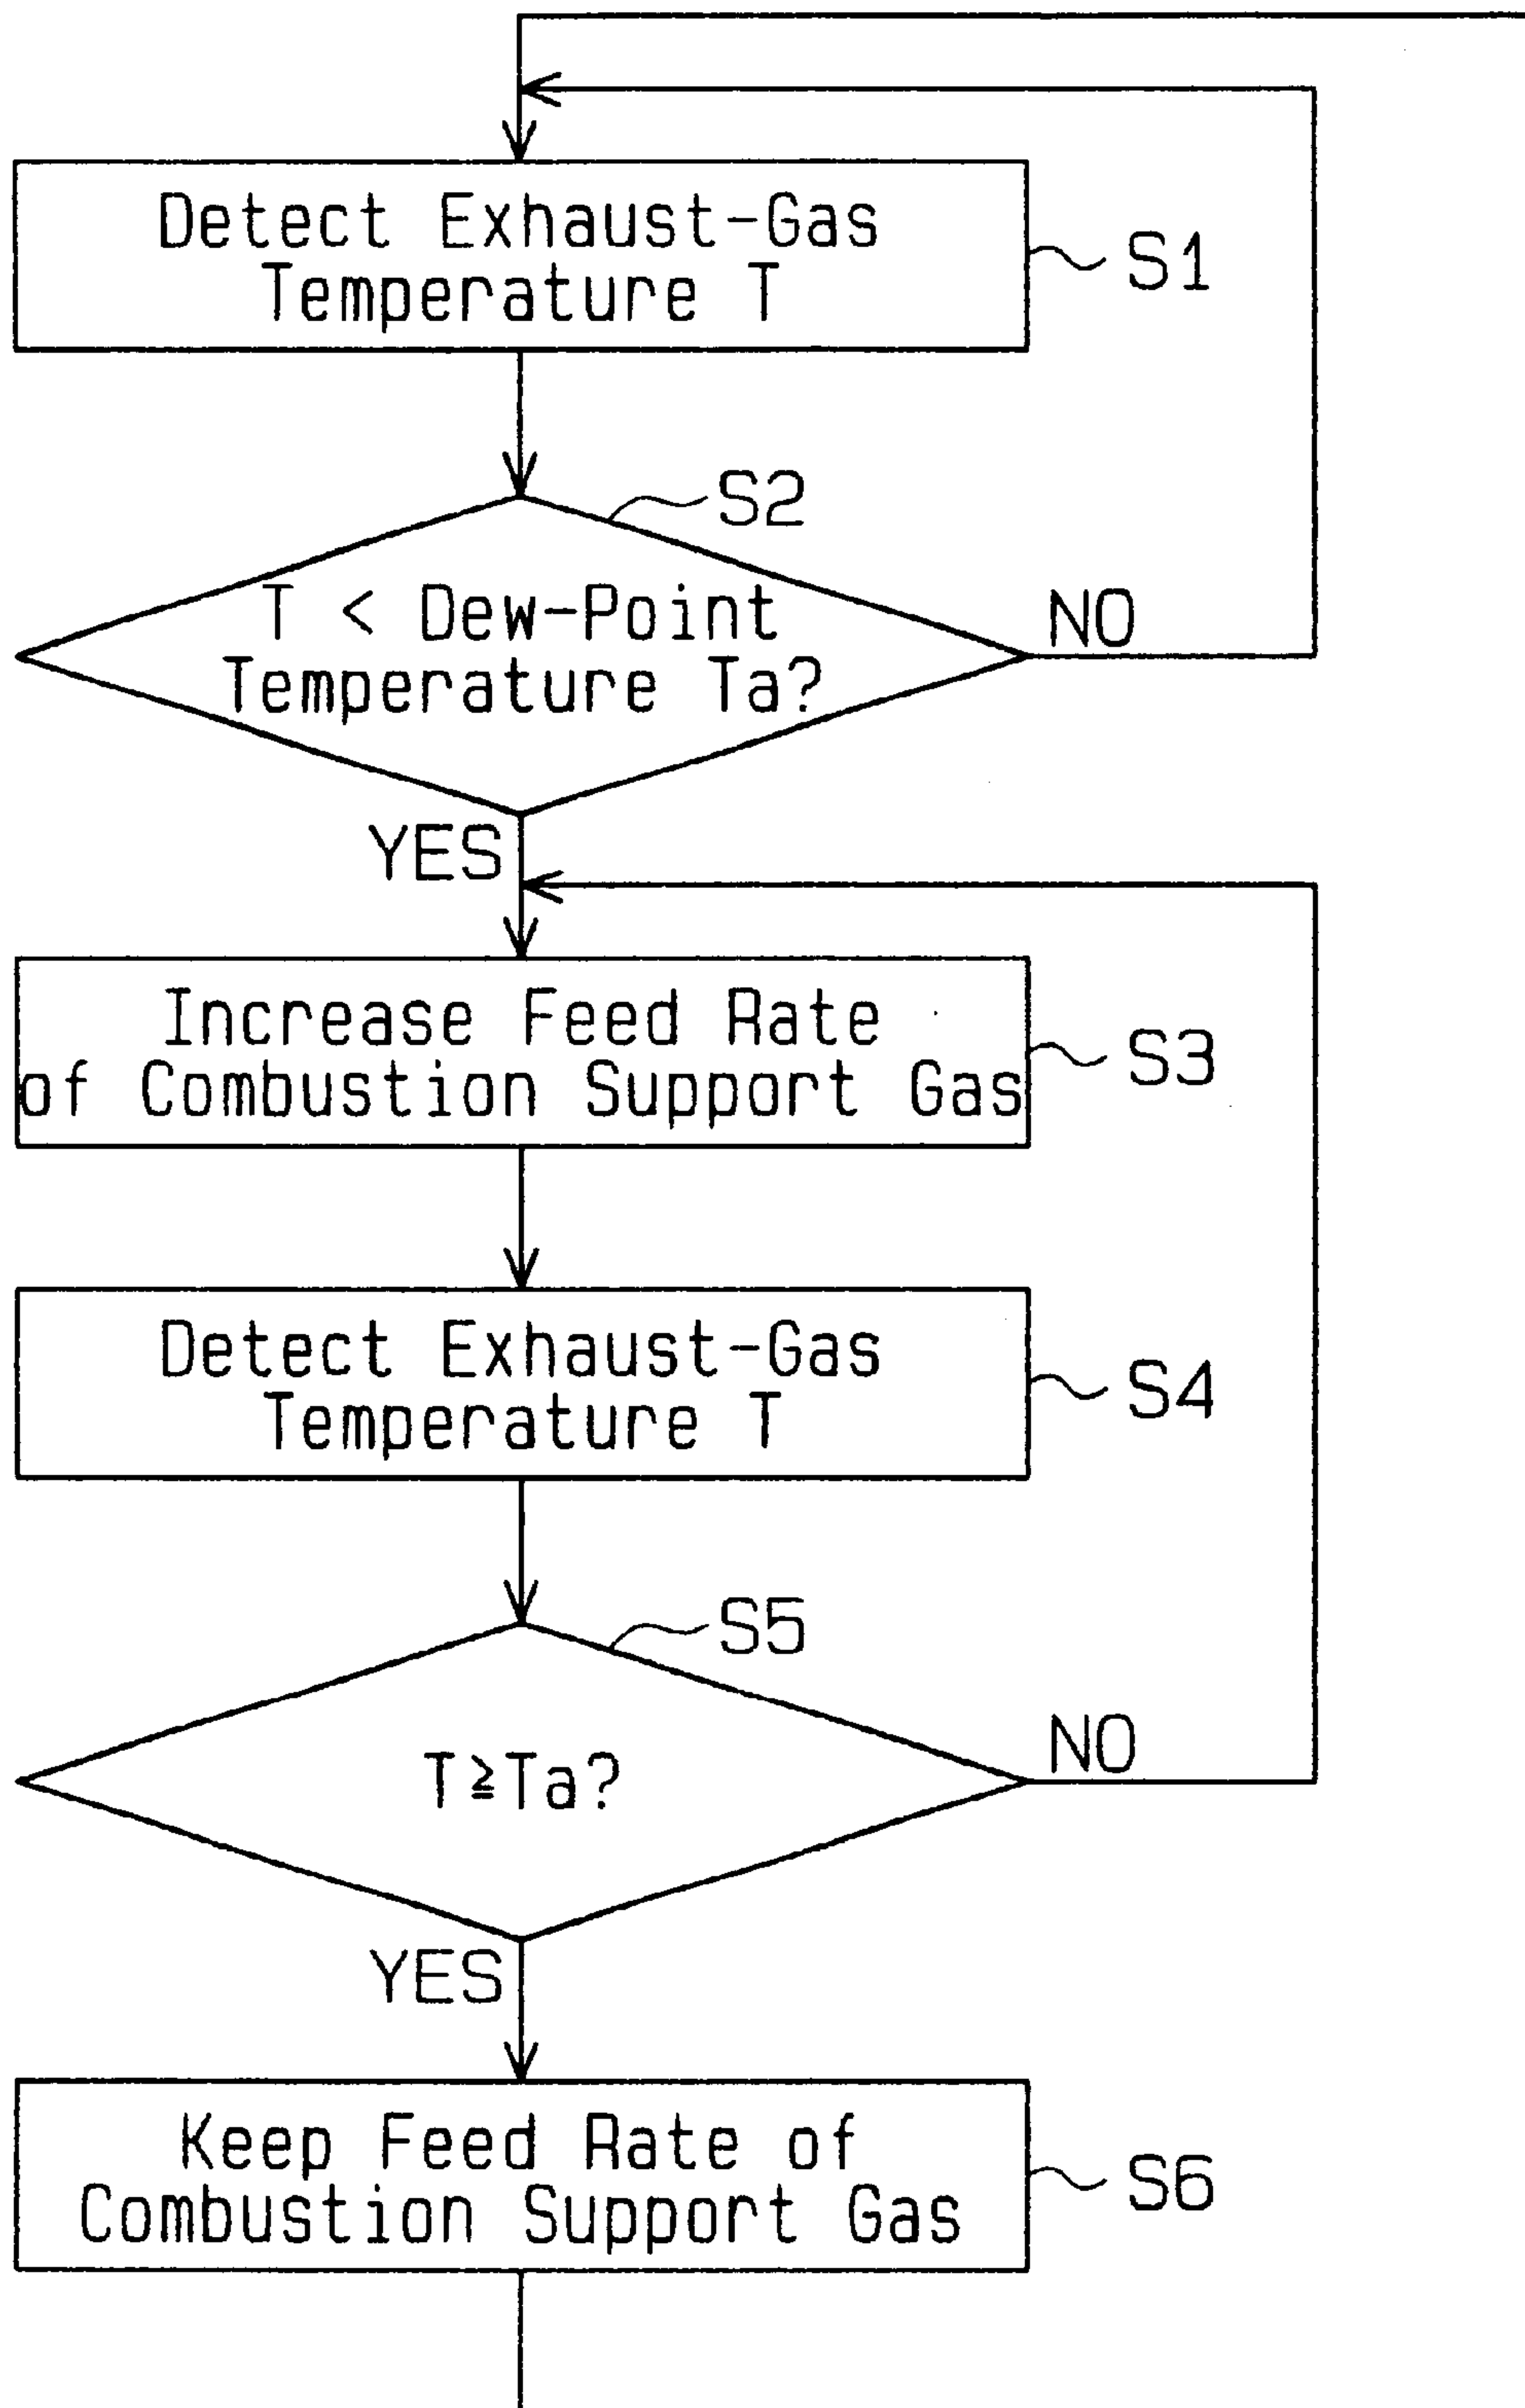 Detect Exhaust-Gas
Temperature T
S1
S2
T < Dew-Point
Temperature Ta?
NO
YES
Increase Feed Rate
of Combustion Support Gas
S3
Detect Exhaust-Gas
Temperature T
S4
S5
T≧Ta?
NO
YES
Keep Feed Rate of
Combustion Support Gas
S6